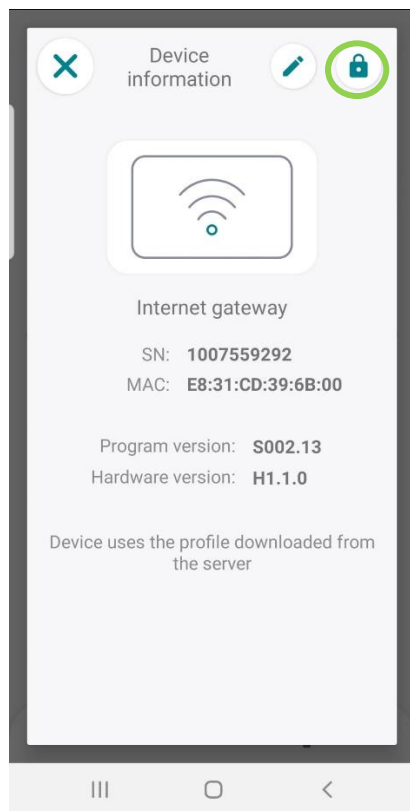 Device
information
Internet gateway
SN: 1007559292
MAC: E8:31:CD:39:6B:00
Program version: S002.13
Hardware version: H1.1.0
Device uses the profile downloaded from
the server